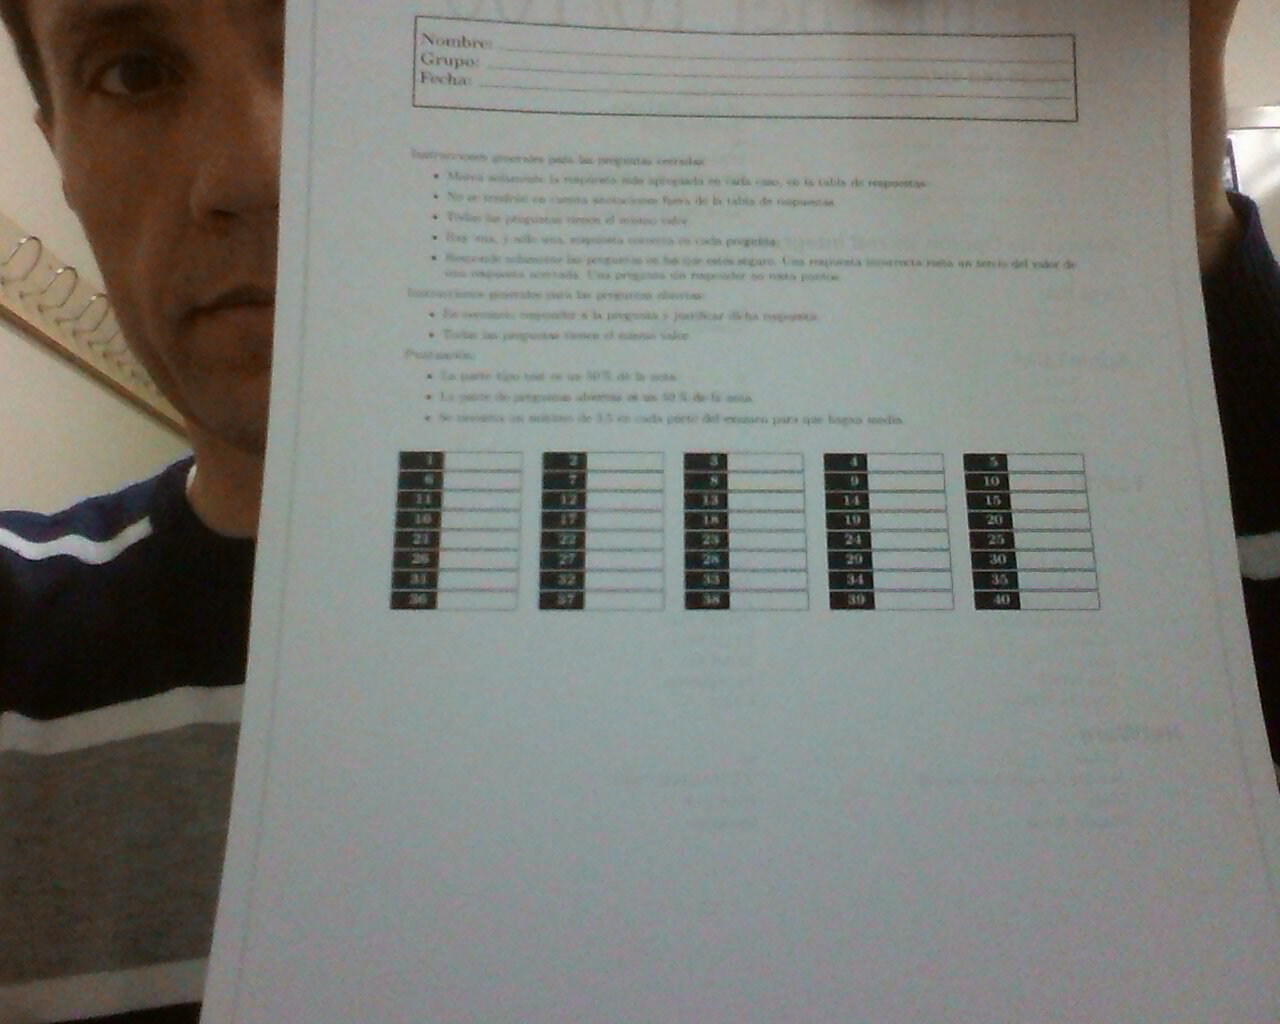 Nombre:
Grupo:
Fecha:
Instrucciones generales para las preguntas cerradas:
• Marca solamente la respuesta más apropiada en cada caso, en la tabla de respuestas.
• No se tendrán en cuenta anotaciones fuera de la tabla de respuestas.
• Todas las preguntas tienen el mismo valor.
• Hay una, y sólo una, respuesta correcta en cada pregunta.
• Responde solamente las preguntas en las que estés seguro. Una respuesta incorrecta resta un tercio del valor de
una respuesta acertada. Una pregunta sin responder no resta puntos.
Instrucciones generales para las preguntas abiertas:
• Es necesario responder a la pregunta y justificar dicha respuesta.
• Todas las preguntas tienen el mismo valor.
Puntuación:
• La parte tipo test es un 50 % de la nota.
• La parte de preguntas abiertas es un 50 % de la nota.
• Se necesita un mínimo de 3.5 en cada parte del examen para que hagan media.
1 2 3 4 5
6 7 8 9 10
11 12 13 14 15
16 17 18 19 20
21 22 23 24 25
26 27 28 29 30
31 32 33 34 35
36 37 38 39 40